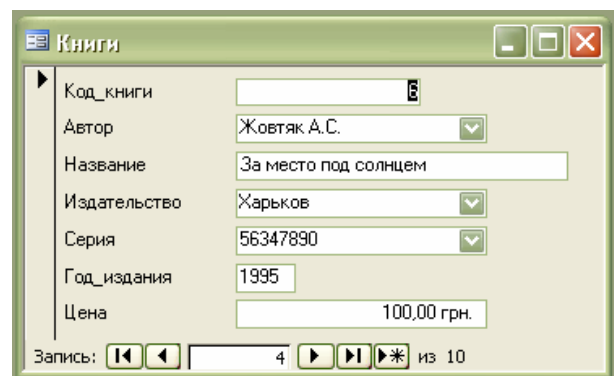 Книги
Код_книги 6
Автор Жовтяк А.С.
Название За место под солнцем
Издательство Харьков
Серия 56347890
Год_издания 1995
Цена 100,00 грн.
Запись: 4 из 10